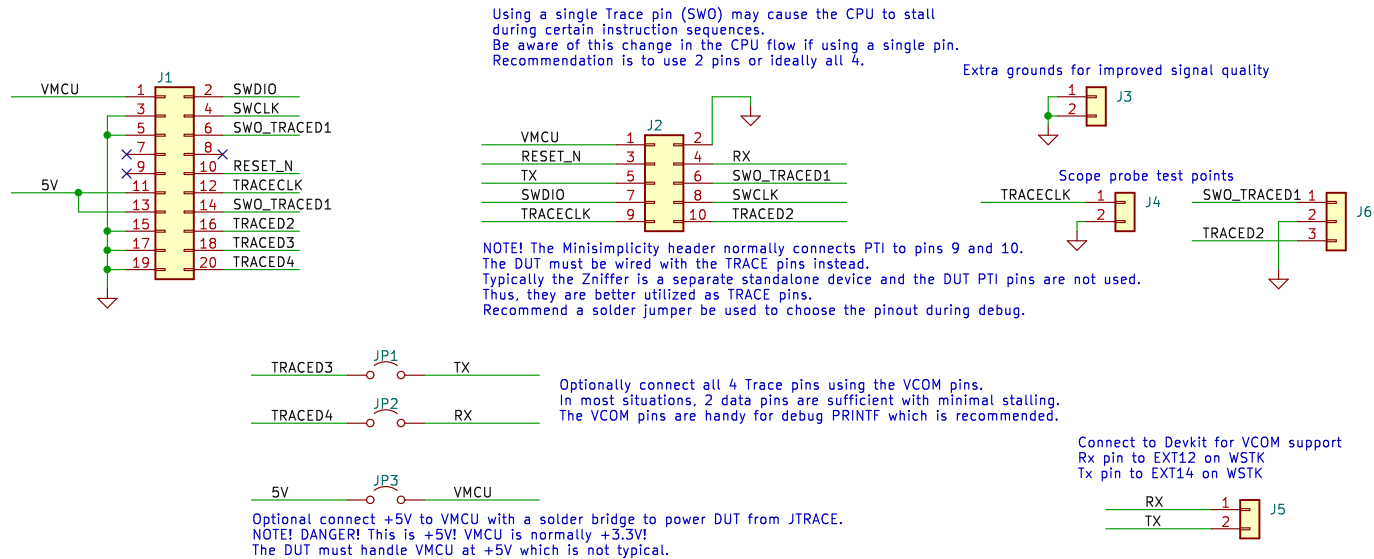 Using a single Trace pin (SWO) may cause the CPU to stall
during certain instruction sequences.
Be aware of this change in the CPU flow if using a single pin.
Recommendation is to use 2 pins or ideally all 4.
J1
VMCU 1 2 SWDIO
3 4 SWCLK
5 6 SWO_TRACED1
7 8
9 10 RESET_N
5V 11 12 TRACECLK
13 14 SWO_TRACED1
15 16 TRACED2
17 18 TRACED3
19 20 TRACED4
J2
VMCU 1 2
RESET_N 3 4 RX
TX 5 6 SWO_TRACED1
SWDIO 7 8 SWCLK
TRACECLK 9 10 TRACED2
NOTE! The Minisimplicity header normally connects PTI to pins 9 and 10.
The DUT must be wired with the TRACE pins instead.
Typically the Zniffer is a separate standalone device and the DUT PTI pins are not used.
Thus, they are better utilized as TRACE pins.
Recommend a solder jumper be used to choose the pinout during debug.
Extra grounds for improved signal quality
1 J3
2
Scope probe test points
TRACECLK 1 J4
2
SWO_TRACED1 1
2 J6
TRACED2 3
JP1
TRACED3 TX
JP2
TRACED4 RX
Optionally connect all 4 Trace pins using the VCOM pins.
In most situations, 2 data pins are sufficient with minimal stalling.
The VCOM pins are handy for debug PRINTF which is recommended.
JP3
5V VMCU
Optional connect +5V to VMCU with a solder bridge to power DUT from JTRACE.
NOTE! DANGER! This is +5V! VMCU is normally +3.3V!
The DUT must handle VMCU at +5V which is not typical.
Connect to Devkit for VCOM support
Rx pin to EXT12 on WSTK
Tx pin to EXT14 on WSTK
RX 1 J5
TX 2